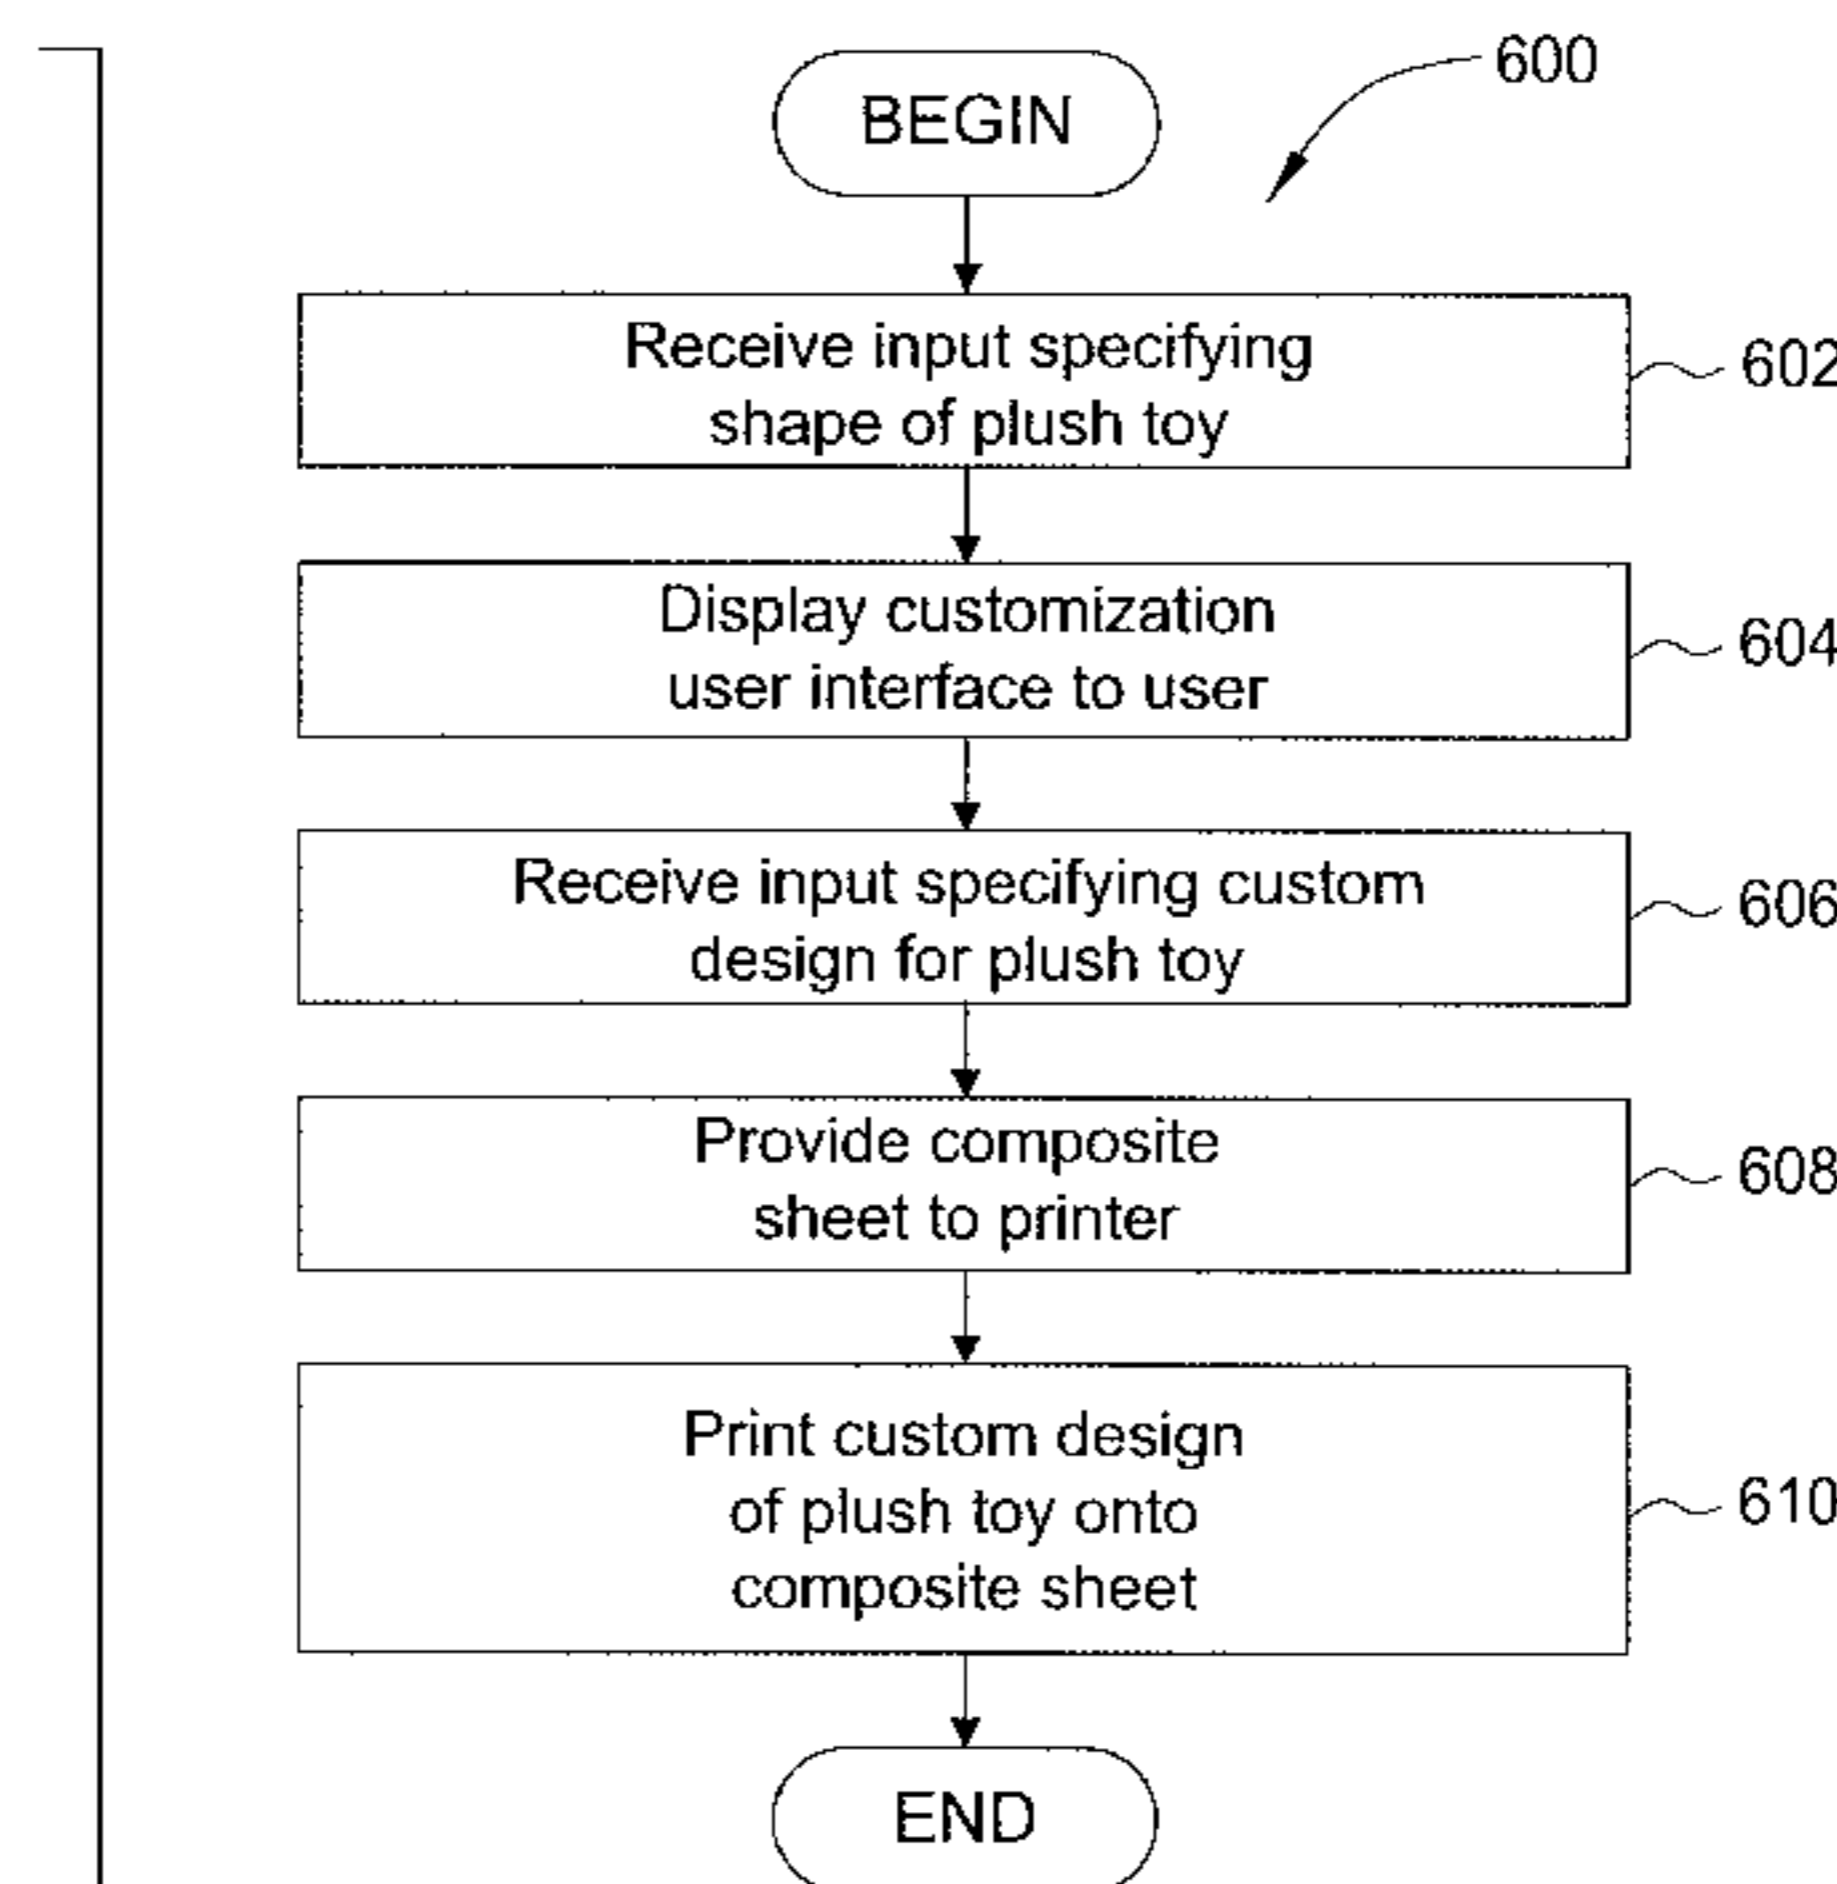 600
BEGIN
Receive input specifying
shape of plush toy
602
Display customization
user interface to user
604
Receive input specifying custom
design for plush toy
606
Provide composite
sheet to printer
608
Print custom design
of plush toy onto
composite sheet
610
END